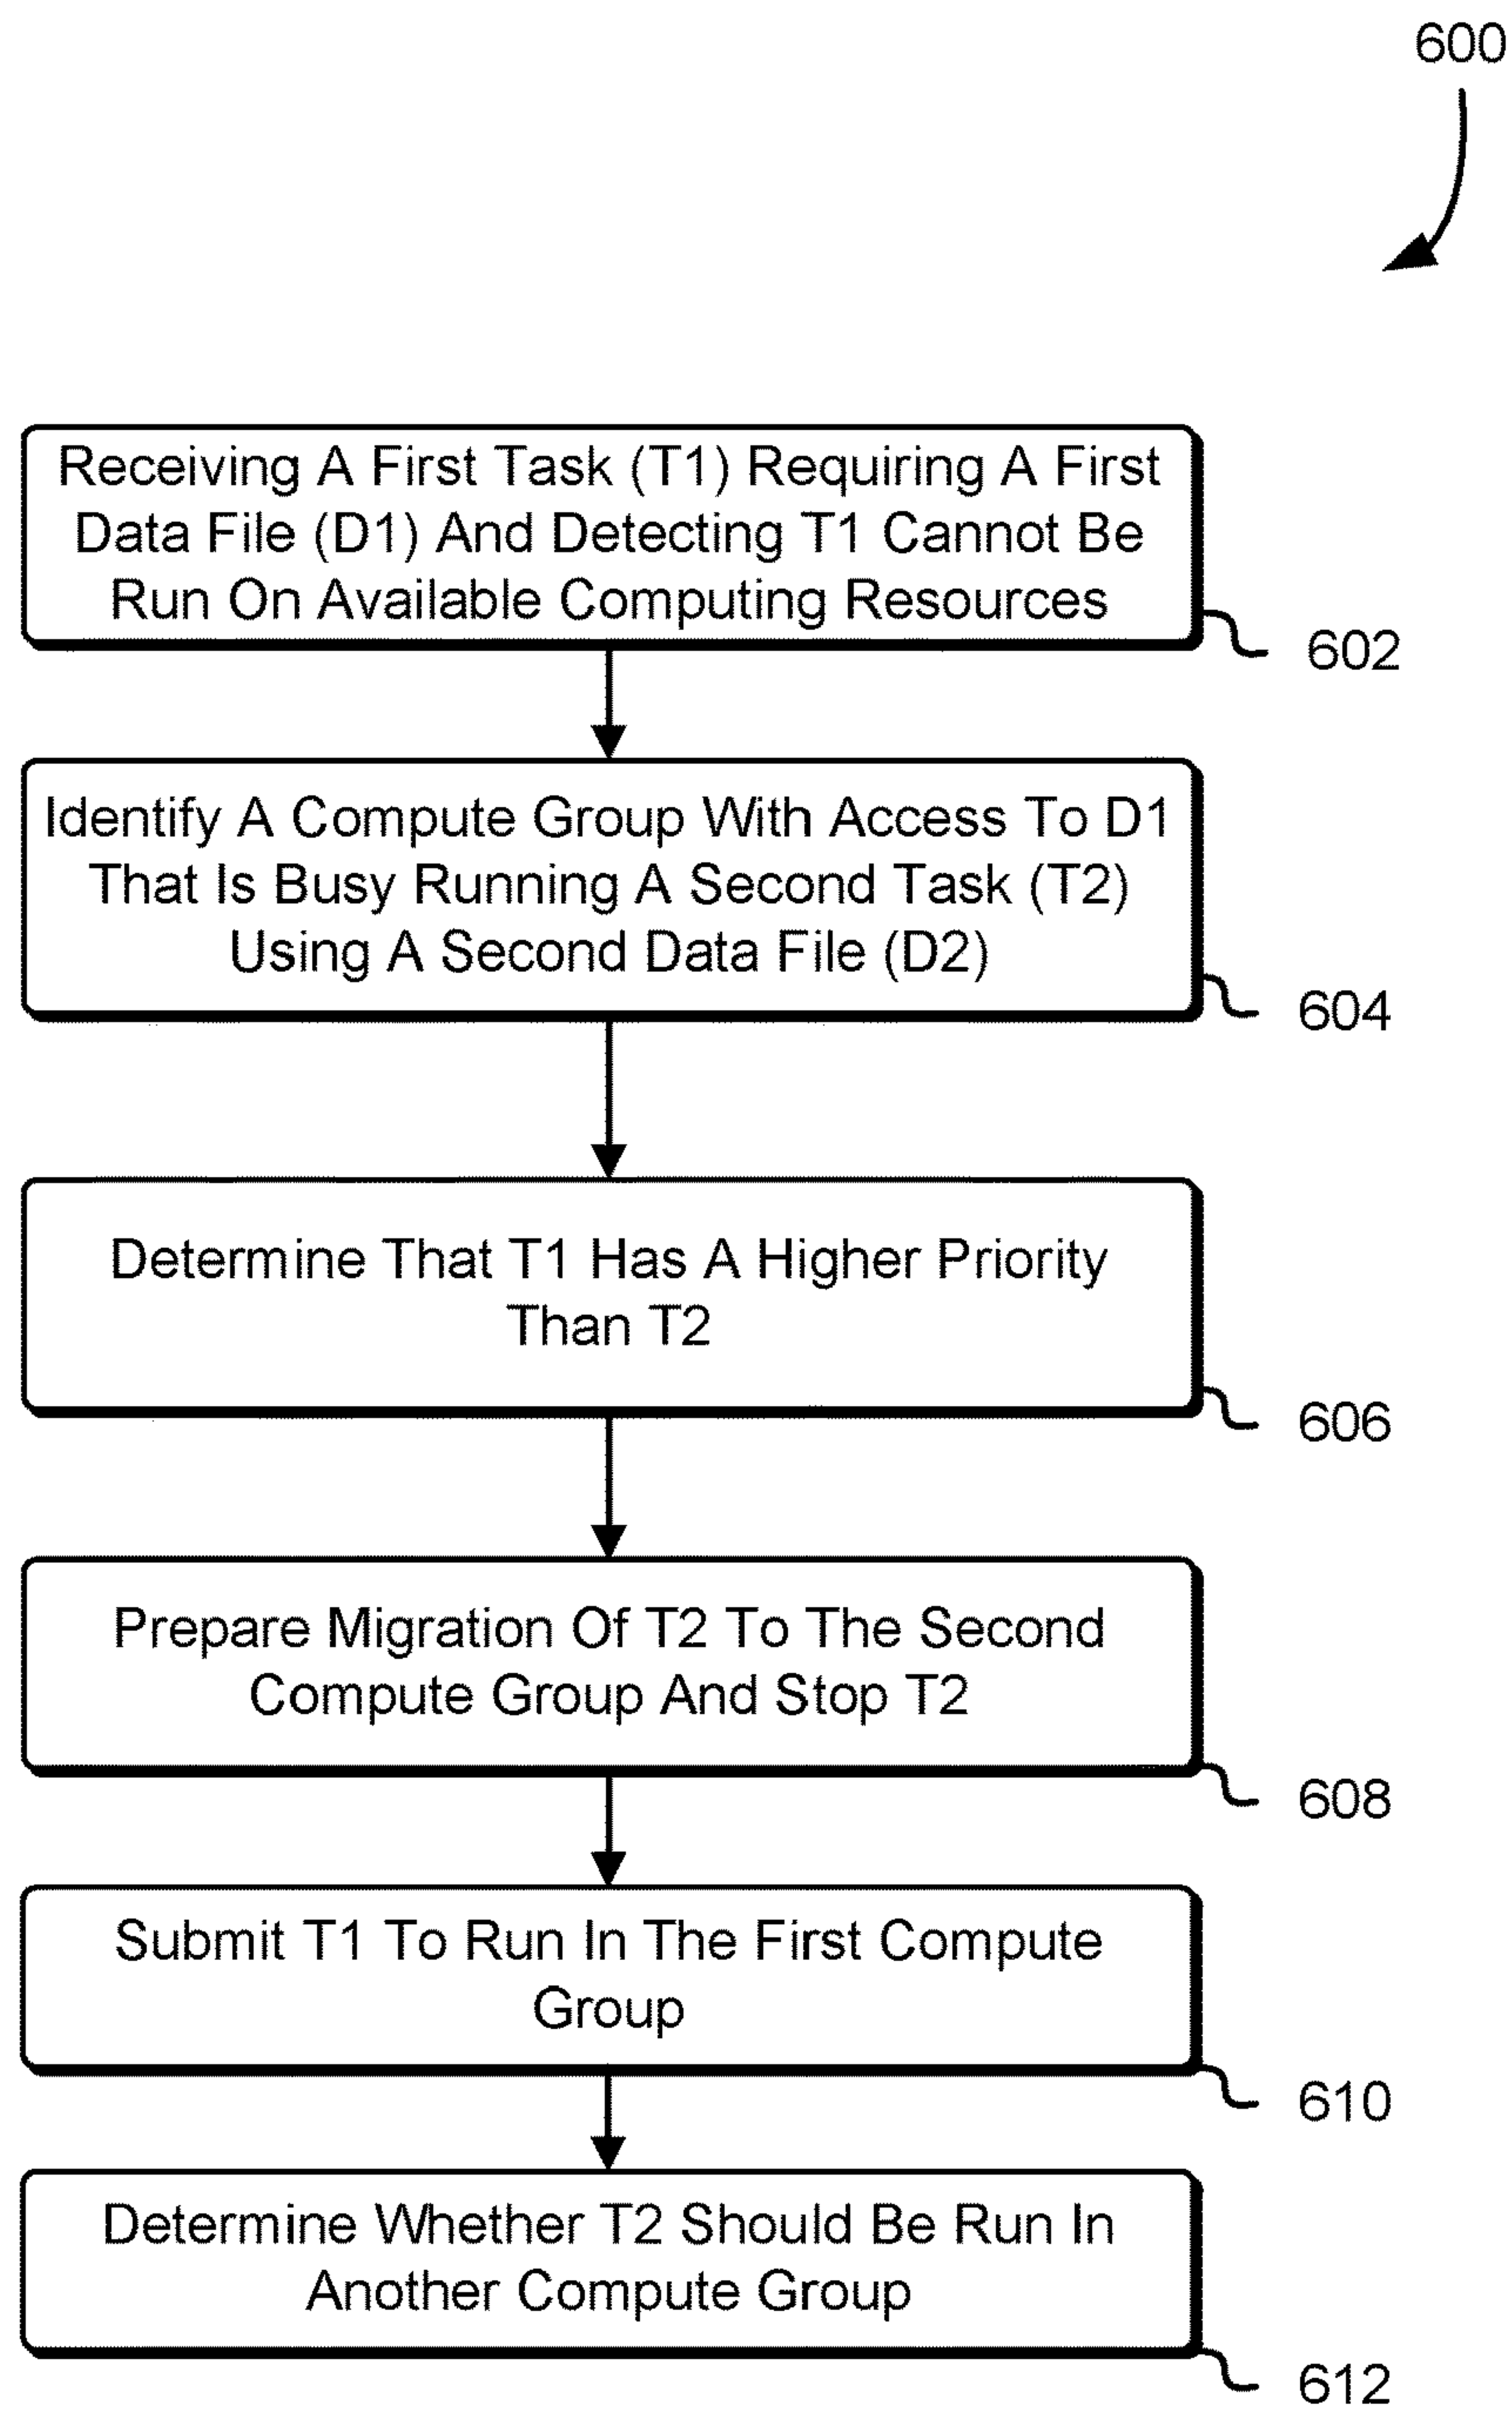 600
Receiving A First Task (T1) Requiring A First
Data File (D1) And Detecting T1 Cannot Be
Run On Available Computing Resources
602
Identify A Compute Group With Access To D1
That Is Busy Running A Second Task (T2)
Using A Second Data File (D2)
604
Determine That T1 Has A Higher Priority
Than T2
606
Prepare Migration Of T2 To The Second
Compute Group And Stop T2
608
Submit T1 To Run In The First Compute
Group
610
Determine Whether T2 Should Be Run In
Another Compute Group
612